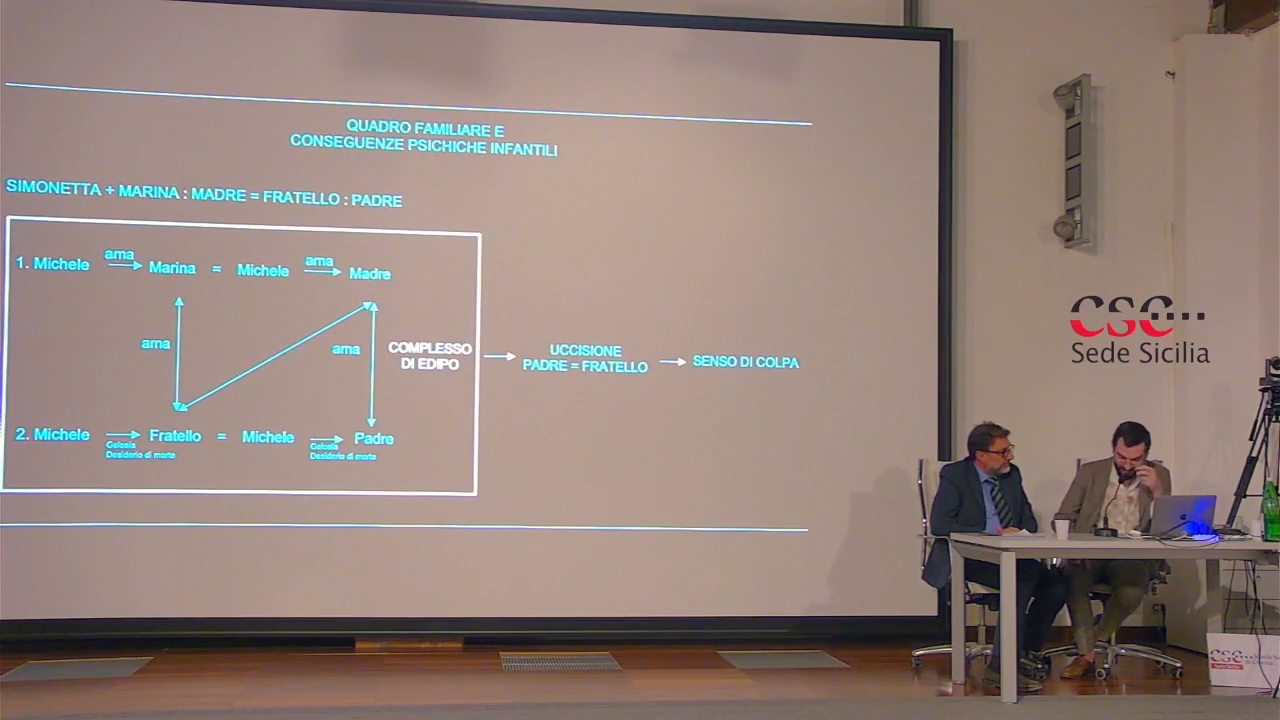 QUADRO FAMILIARE E
CONSEGUENZE PSICHICHE INFANTILI
SIMONETTA + MARINA : MADRE = FRATELLO : PADRE
1. Michele ama Marina = Michele ama Madre
ama
ama
COMPLESSO
DI EDIPO
UCCISIONE
PADRE = FRATELLO
SENSO DI COLPA
2. Michele Fratello = Michele Padre
Gelosia
Desiderio di morte
Gelosia
Desiderio di morte
CSC
Sede Sicilia
CSC